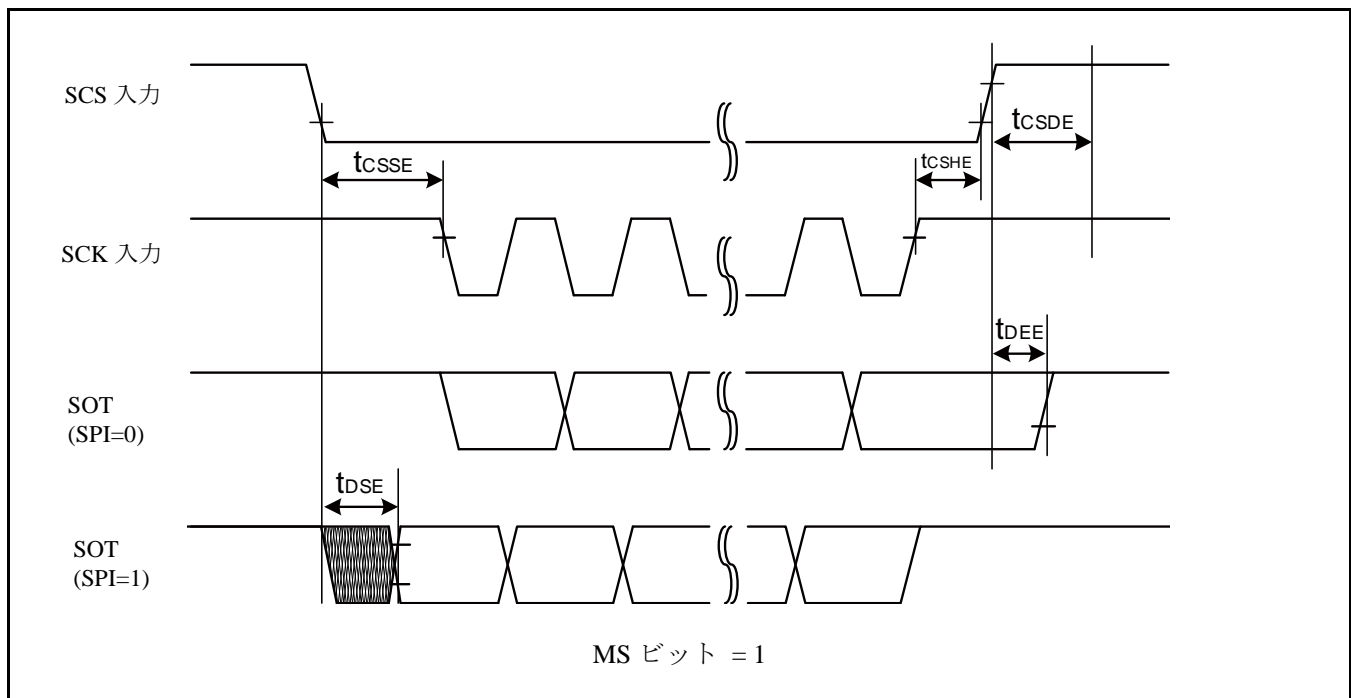 SCS 入力
tCSDE
tCSSE
tCSHE
SCK 入力
tDEE
SOT
(SPI=0)
tDSE
SOT
(SPI=1)
MS ビット = 1